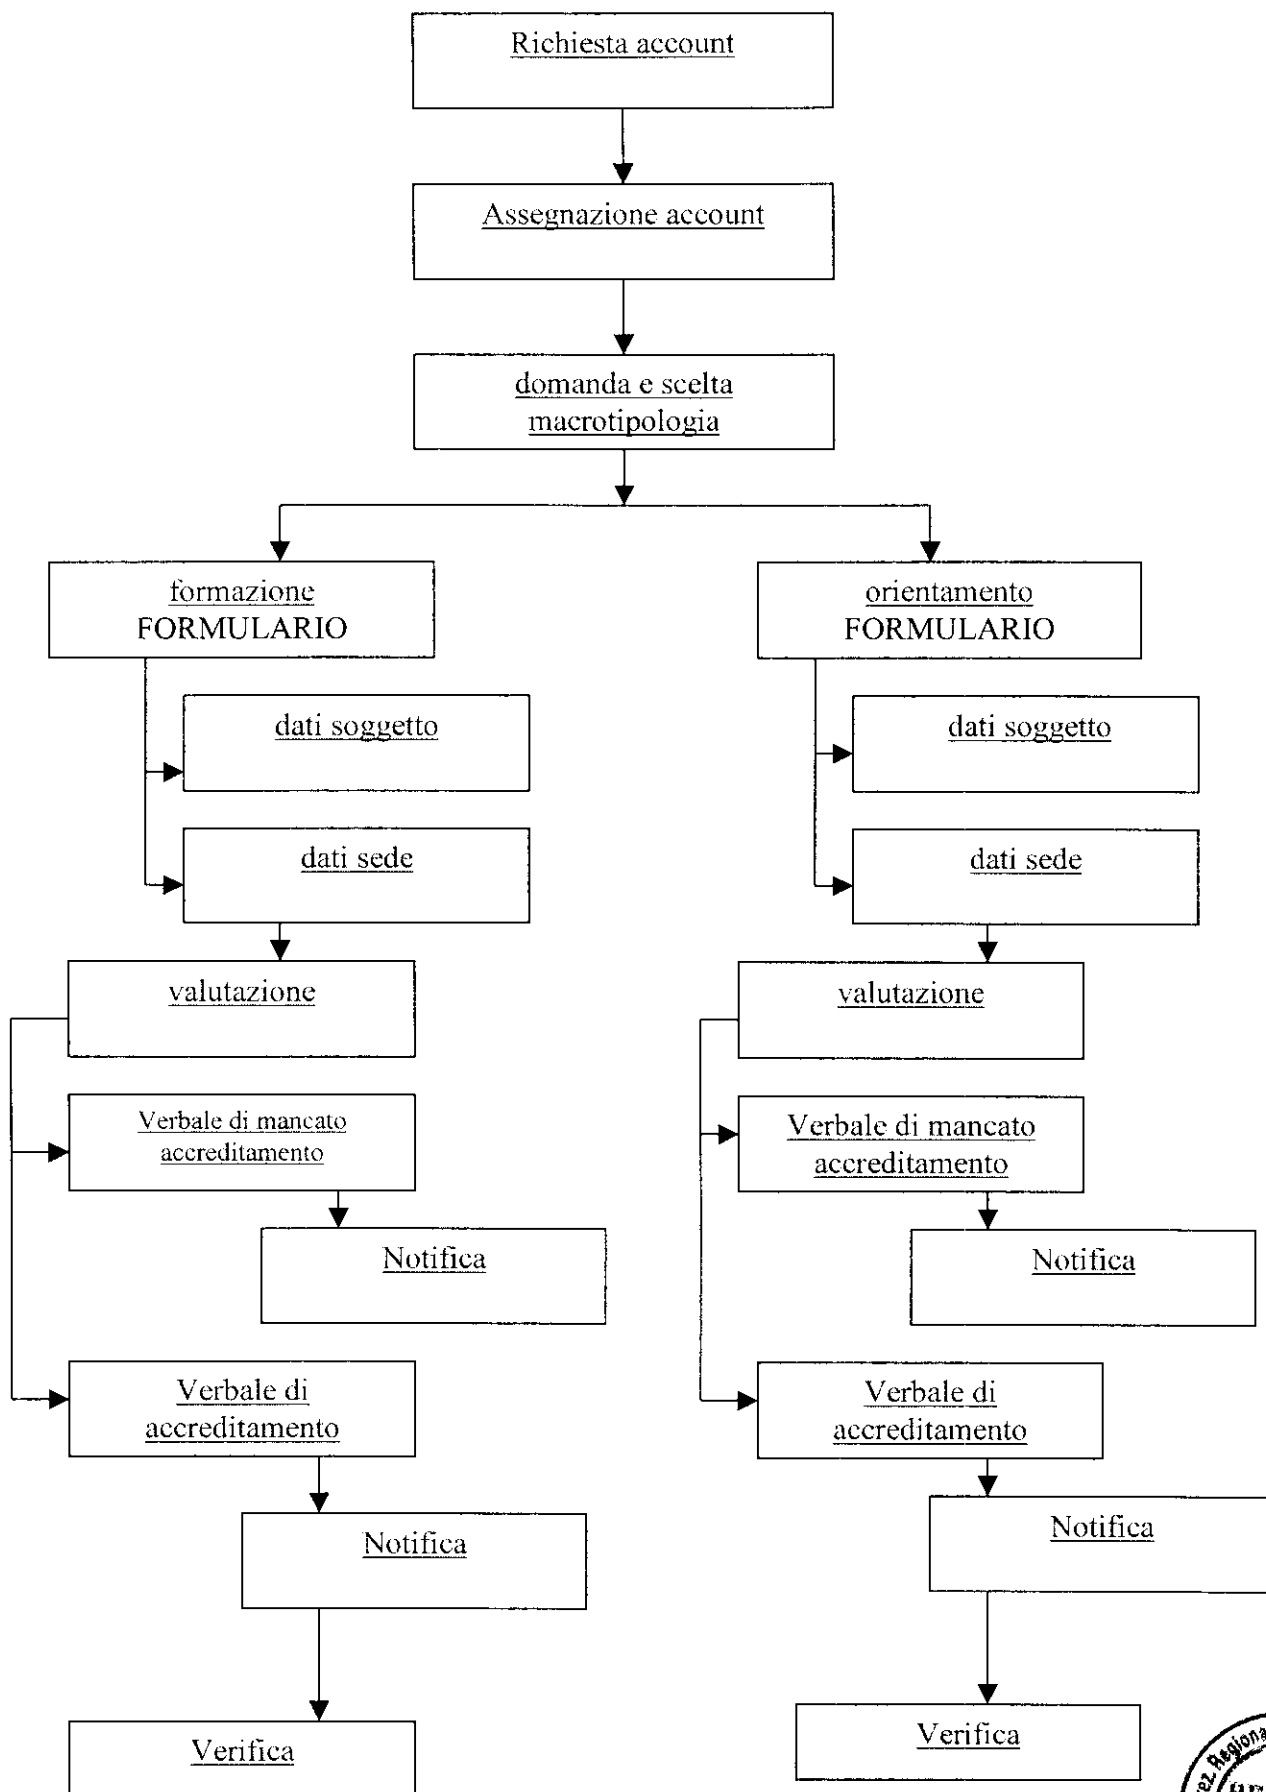 Richiesta account
Assegnazione account
domanda e scelta
macrotipologia
formazione
FORMULARIO
dati soggetto
dati sede
valutazione
Verbale di mancato
accreditamento
Notifica
Verbale di
accreditamento
Notifica
Verifica
orientamento
FORMULARIO
dati soggetto
dati sede
valutazione
Verbale di mancato
accreditamento
Notifica
Verbale di
accreditamento
Notifica
Verifica